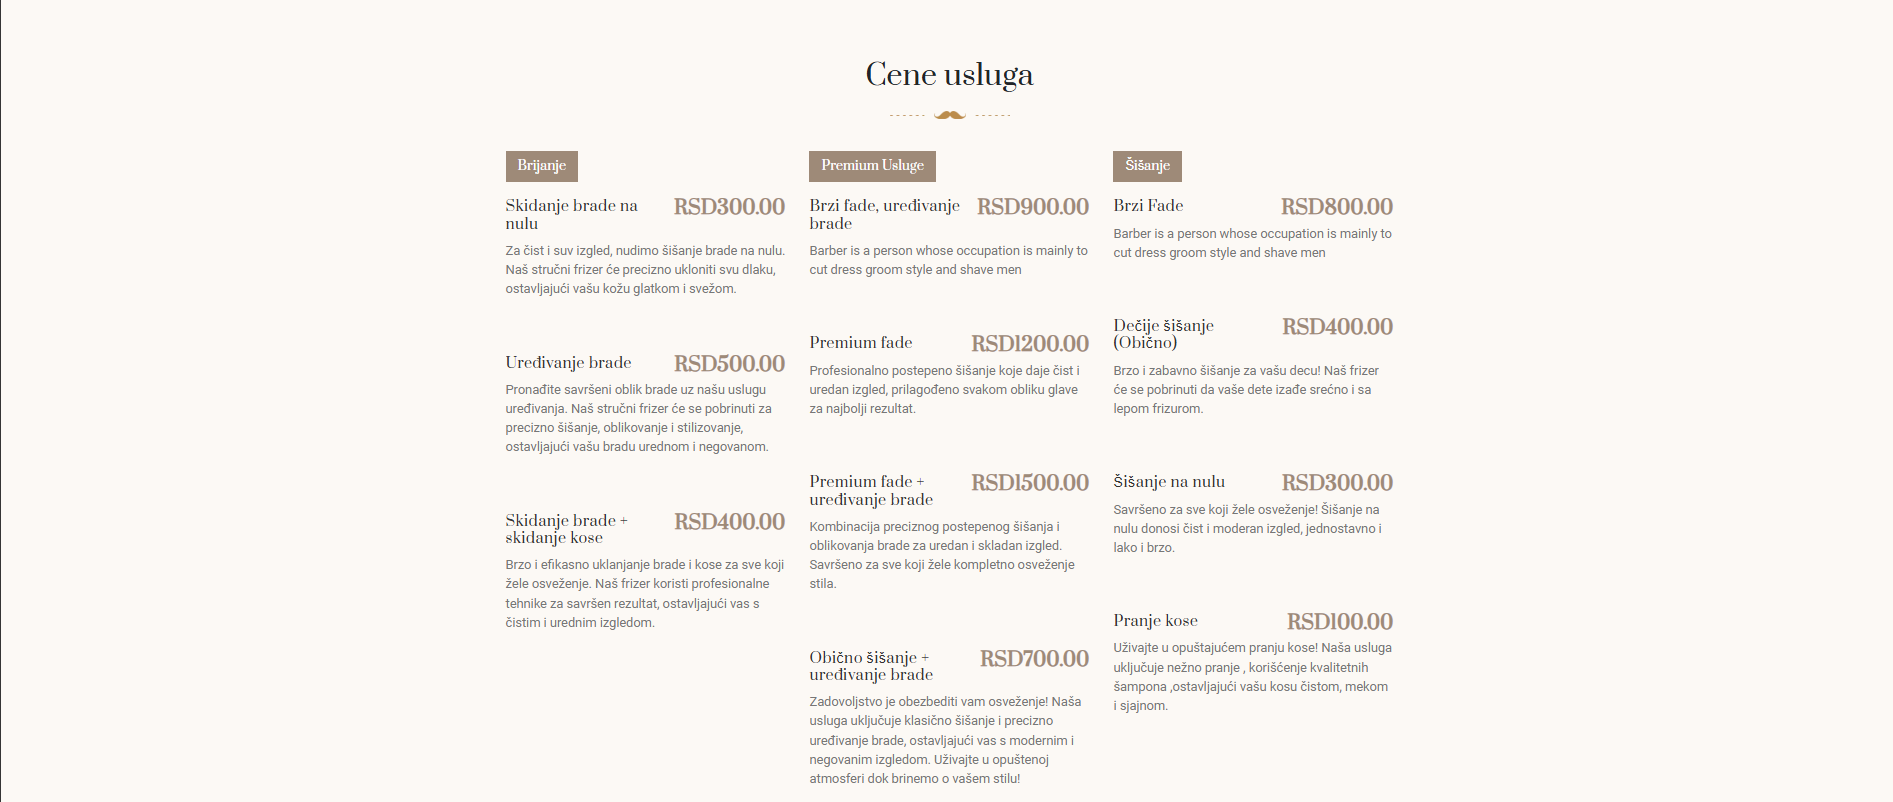 Cene usluga
Brijanje
Skidanje brade na
nulu
RSD300.00
Za čist i suv izgled, nudimo šišanje brade na nulu.
Naš stručni frizer će precizno ukloniti svu dlaku,
ostavljajući vašu kožu glatkom i svežom.
Uređivanje brade
RSD500.00
Pronađite savršeni oblik brade uz našu uslugu
uređivanja. Naš stručni frizer će se pobrinuti za
precizno šišanje, oblikovanje i stilizovanje,
ostavljajući vašu bradu urednom i negovanom.
Skidanje brade +
skidanje kose
RSD400.00
Brzo i efikasno uklanjanje brade i kose za sve koji
žele osveženje. Naš frizer koristi profesionalne
tehnike za savršen rezultat, ostavljajući vas s
čistim i urednim izgledom.
Premium Usluge
Brzi fade, uređivanje
brade
RSD900.00
Barber is a person whose occupation is mainly to
cut dress groom style and shave men
Premium fade
RSD1200.00
Profesionalno postepeno šišanje koje daje čist i
uredan izgled, prilagođeno svakom obliku glave
za najbolji rezultat.
Premium fade +
uređivanje brade
RSD1500.00
Kombinacija preciznog postepenog šišanja i
oblikovanja brade za uredan i skladan izgled.
Savršeno za sve koji žele kompletno osveženje
stila.
Obično šišanje +
uređivanje brade
RSD700.00
Zadovoljstvo je obezbediti vam osveženje! Naša
usluga uključuje klasično šišanje i precizno
uređivanje brade, ostavljajući vas s modernim i
negovanim izgledom. Uživajte u opuštenoj
atmosferi dok brinemo o vašem stilu!
Šišanje
Brzi Fade
RSD800.00
Barber is a person whose occupation is mainly to
cut dress groom style and shave men
Dečije šišanje
(Obično)
RSD400.00
Brzo i zabavno šišanje za vašu decu! Naš frizer
će se pobrinuti da vaše dete izađe srećno i sa
lepom frizurom.
Šišanje na nulu
RSD300.00
Savršeno za sve koji žele osveženje! Šišanje na
nulu donosi čist i moderan izgled, jednostavno i
lako i brzo.
Pranje kose
RSD100.00
Uživajte u opuštajućem pranju kose! Naša usluga
uključuje nežno pranje , korišćenje kvalitetnih
šampona ,ostavljajući vašu kosu čistom, mekom
i sjajnom.